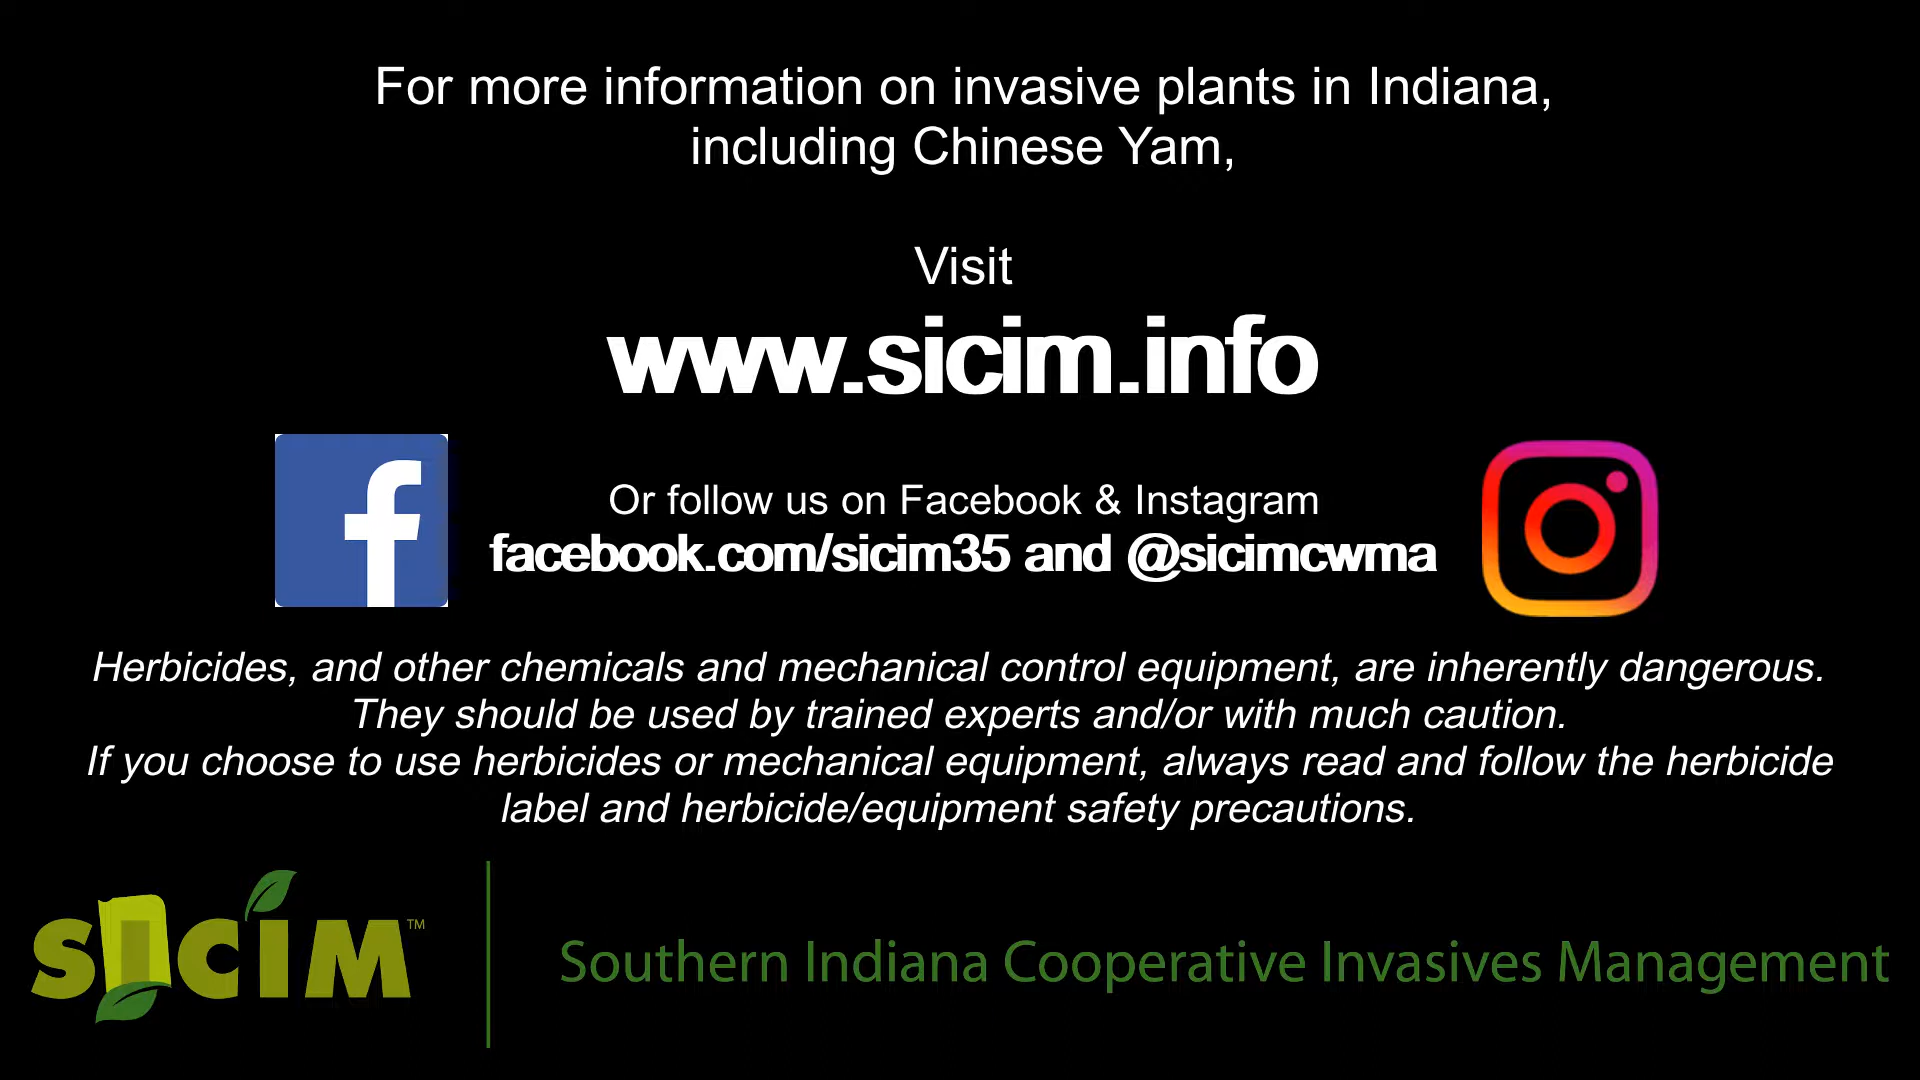 For more information on invasive plants in Indiana,
including Chinese Yam,
Visit
www.sicim.info
Or follow us on Facebook & Instagram
facebook.com/sicim35 and @sicimcwma
Herbicides, and other chemicals and mechanical control equipment, are inherently dangerous.
They should be used by trained experts and/or with much caution.
If you choose to use herbicides or mechanical equipment, always read and follow the herbicide
label and herbicide/equipment safety precautions.
SICIM™
Southern Indiana Cooperative Invasives Management